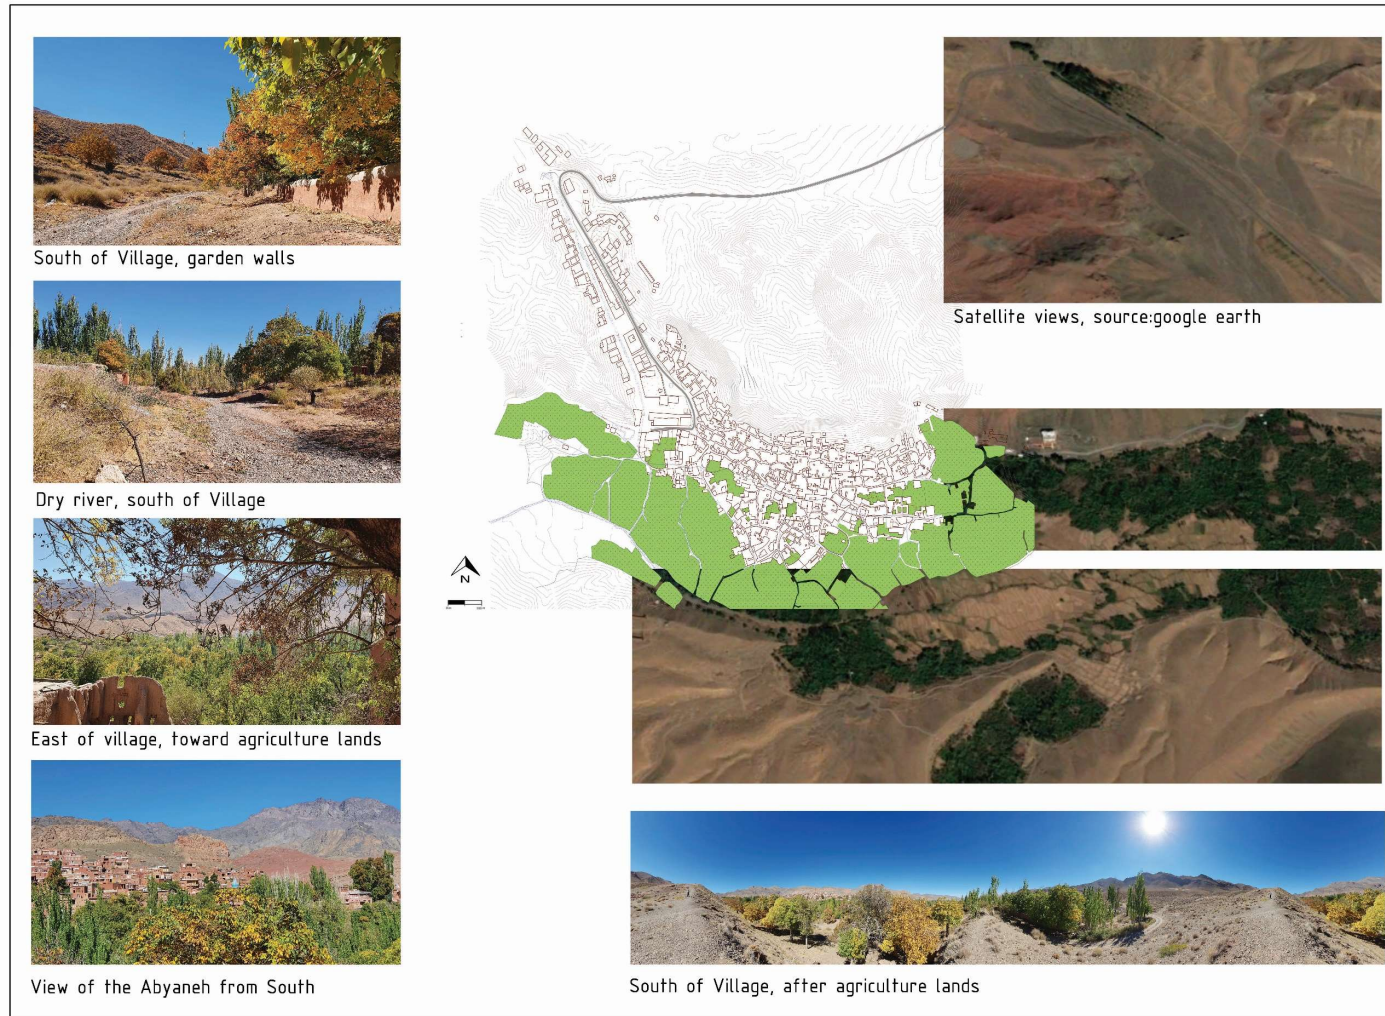 South of Village, garden walls
Dry river, south of Village
East of village, toward agriculture lands
View of the Abyaneh from South
N
Satellite views, source:google earth
South of Village, after agriculture lands